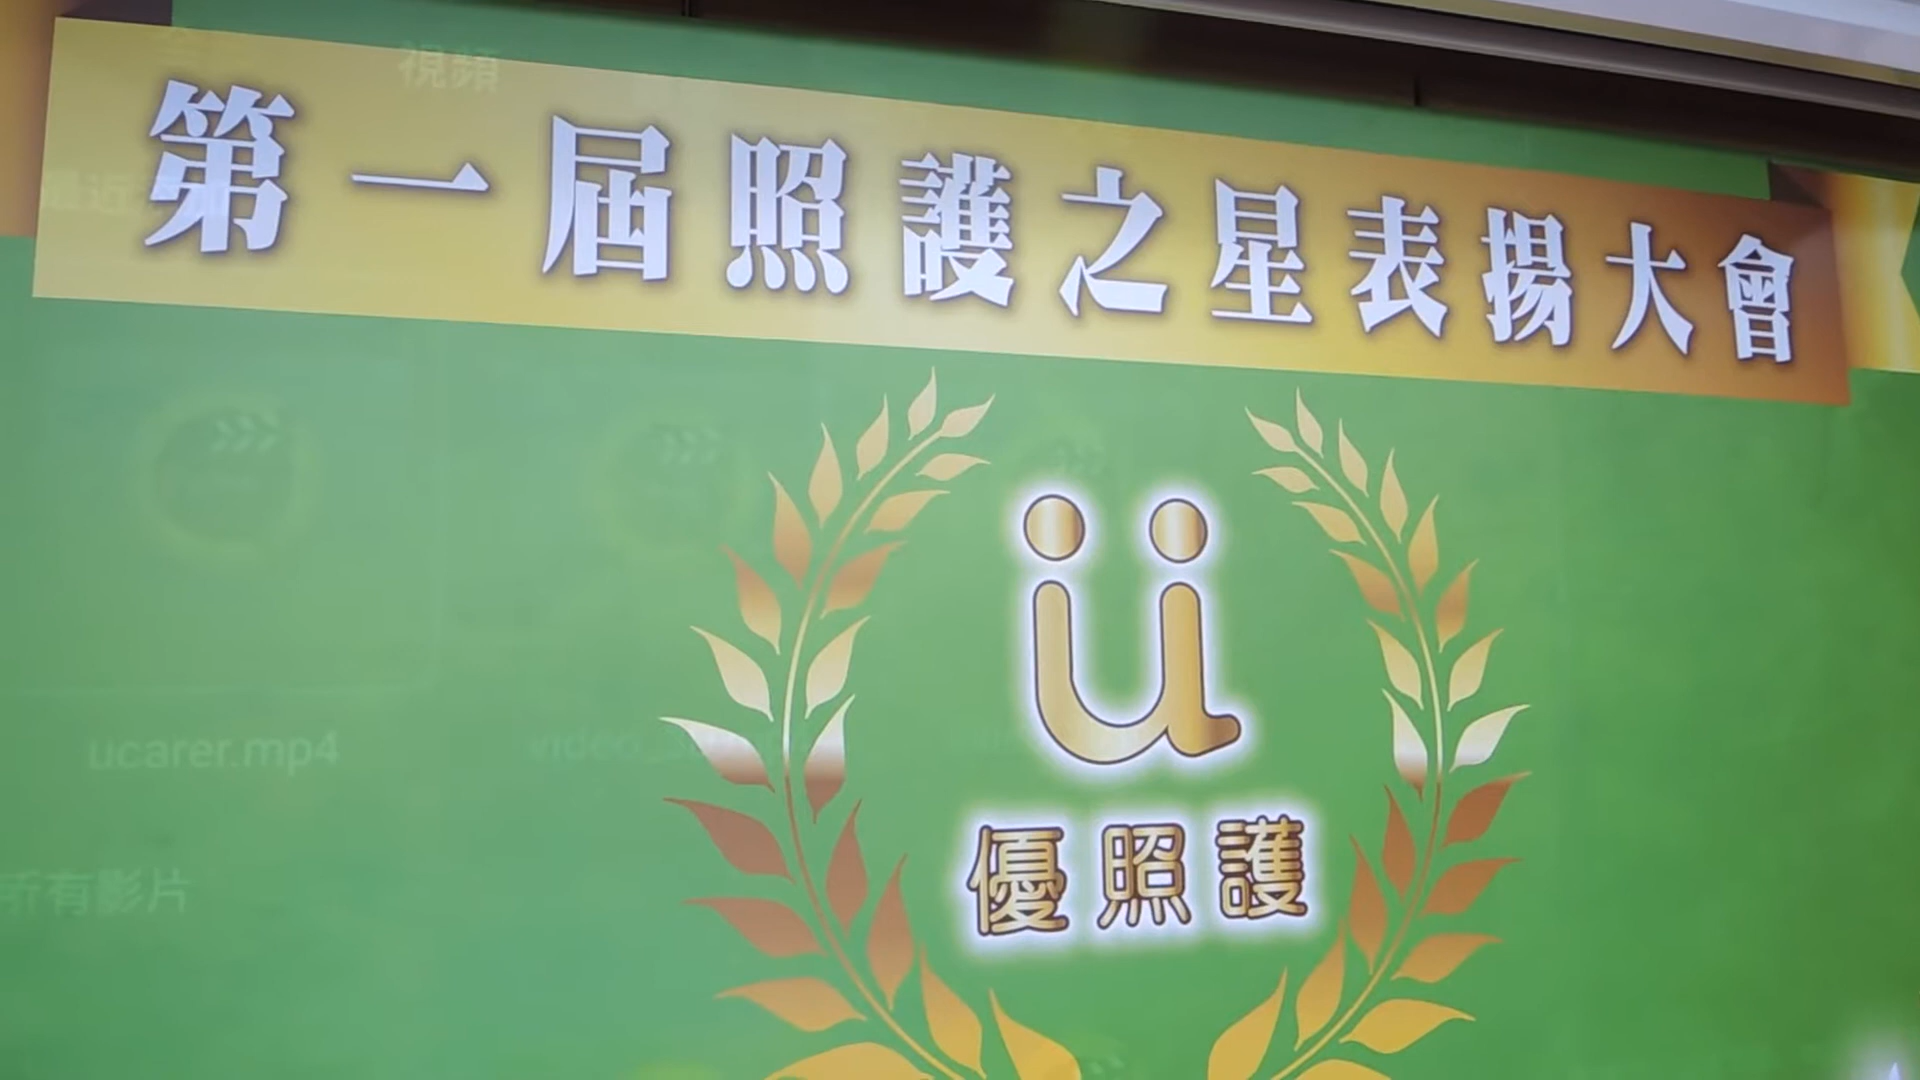 視頻
第一屆照護之星表揚大會
ü
優照護
ucarer.mp4
所有影片